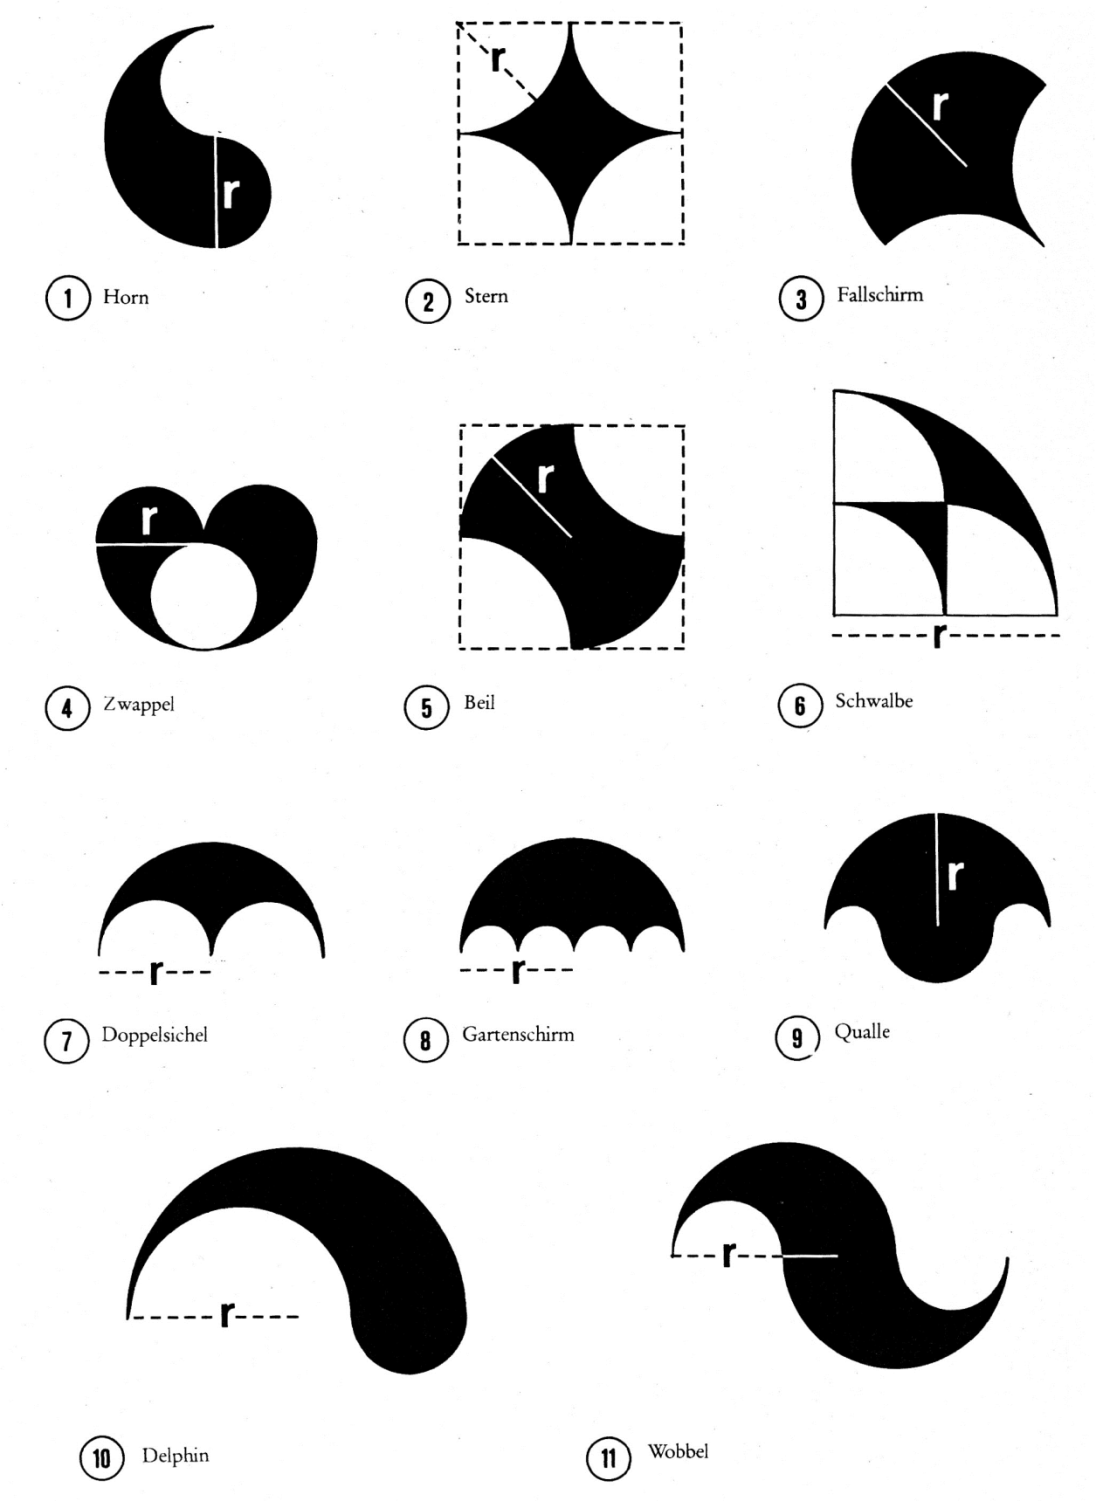 r
r
r
1 Horn
2 Stern
3 Fallschirm
r
r
r
4 Zwappel
5 Beil
6 Schwalbe
r
r
r
7 Doppelsichel
8 Gartenschirm
9 Qualle
r
r
10 Delphin
11 Wobbel